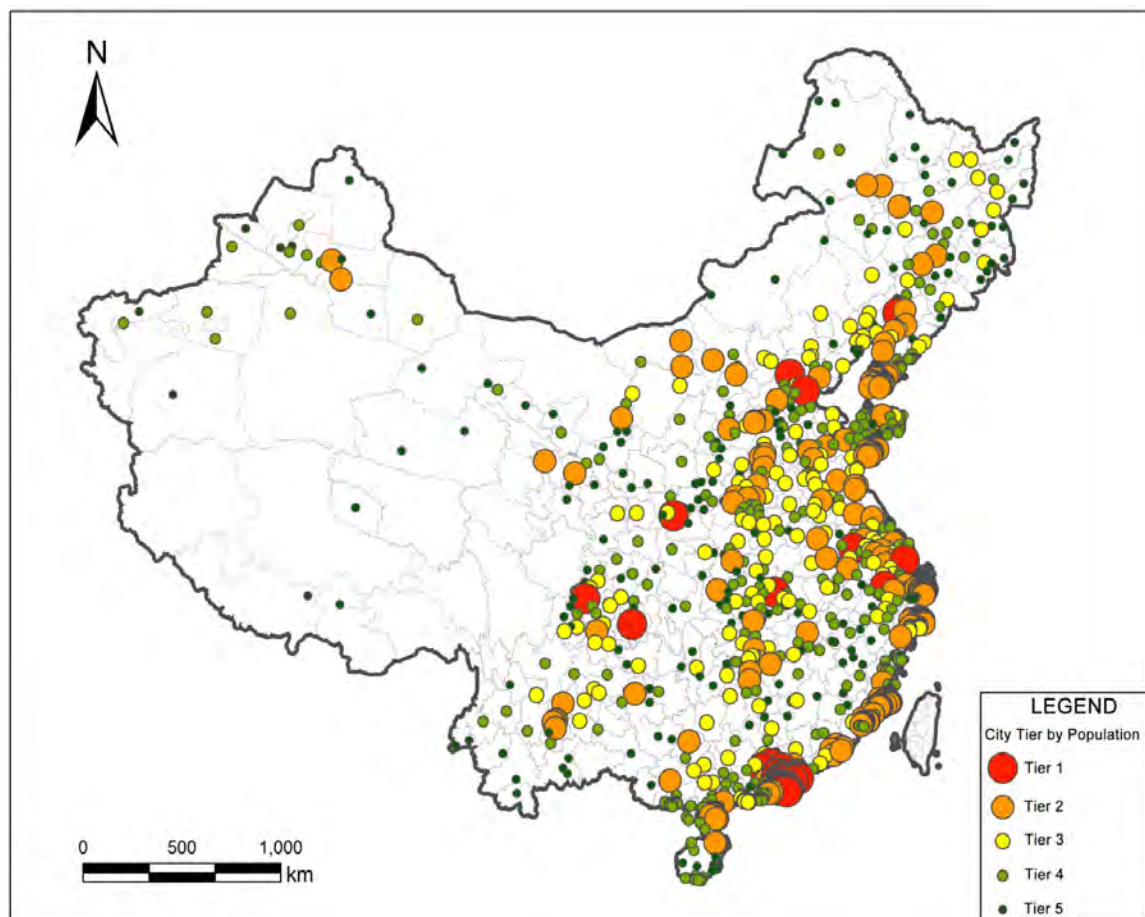 N
LEGEND
City Tier by Population
Tier 1
Tier 2
Tier 3
Tier 4
Tier 5
0 500 1,000
km